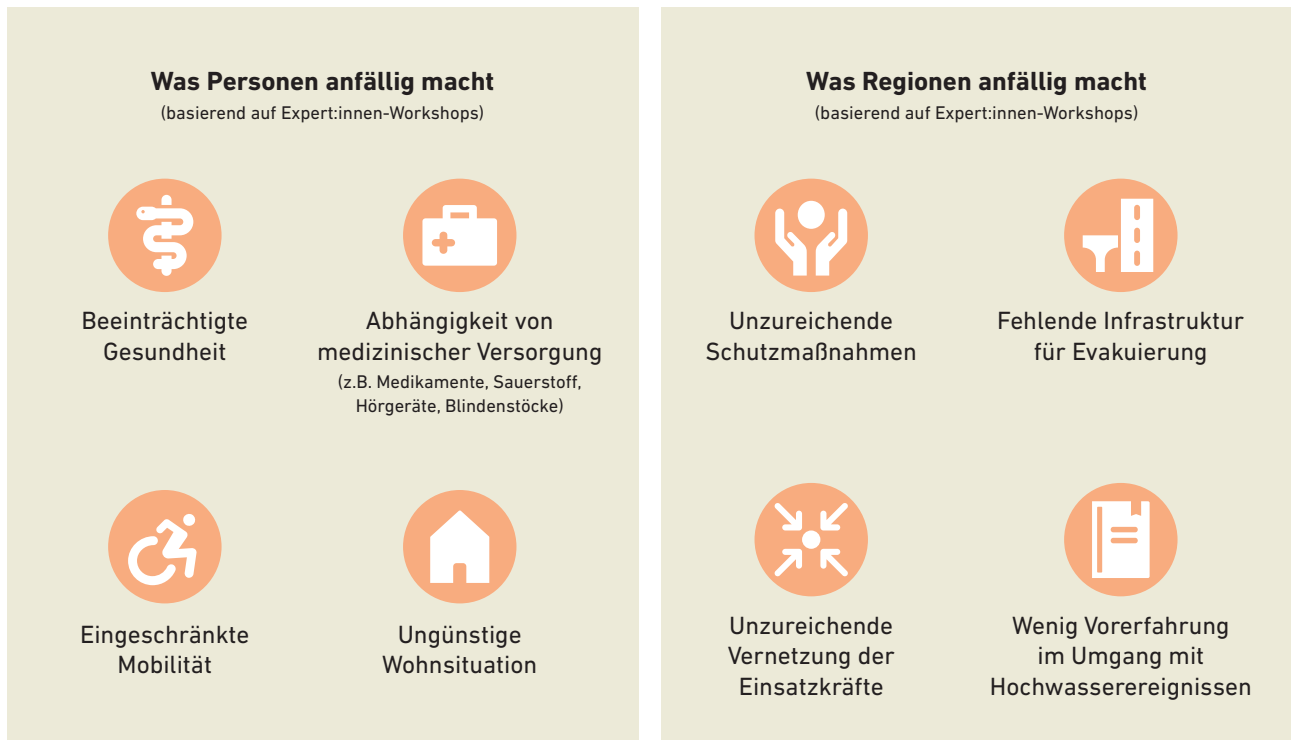 Was Personen anfällig macht
(basierend auf Expert:innen-Workshops)
Beeinträchtigte
Gesundheit
Abhängigkeit von
medizinischer Versorgung
(z.B. Medikamente, Sauerstoff,
Hörgeräte, Blindenstöcke)
Eingeschränkte
Mobilität
Ungünstige
Wohnsituation
Was Regionen anfällig macht
(basierend auf Expert:innen-Workshops)
Unzureichende
Schutzmaßnahmen
Fehlende Infrastruktur
für Evakuierung
Unzureichende
Vernetzung der
Einsatzkräfte
Wenig Vorerfahrung
im Umgang mit
Hochwasserereignissen